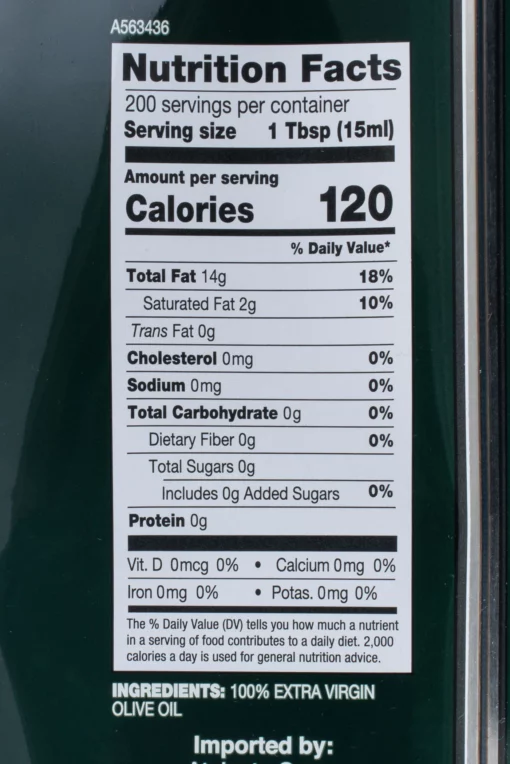 A563436
Nutrition Facts
200 servings per container
Serving size 1 Tbsp (15ml)
Amount per serving
Calories 120
% Daily Value*
Total Fat 14g 18%
Saturated Fat 2g 10%
Trans Fat 0g
Cholesterol 0mg 0%
Sodium 0mg 0%
Total Carbohydrate 0g 0%
Dietary Fiber 0g 0%
Total Sugars 0g
Includes 0g Added Sugars 0%
Protein 0g
Vit. D 0mcg 0% • Calcium 0mg 0%
Iron 0mg 0% • Potas. 0mg 0%
The % Daily Value (DV) tells you how much a nutrient
in a serving of food contributes to a daily diet. 2,000
calories a day is used for general nutrition advice.
INGREDIENTS: 100% EXTRA VIRGIN
OLIVE OIL
Imported by: